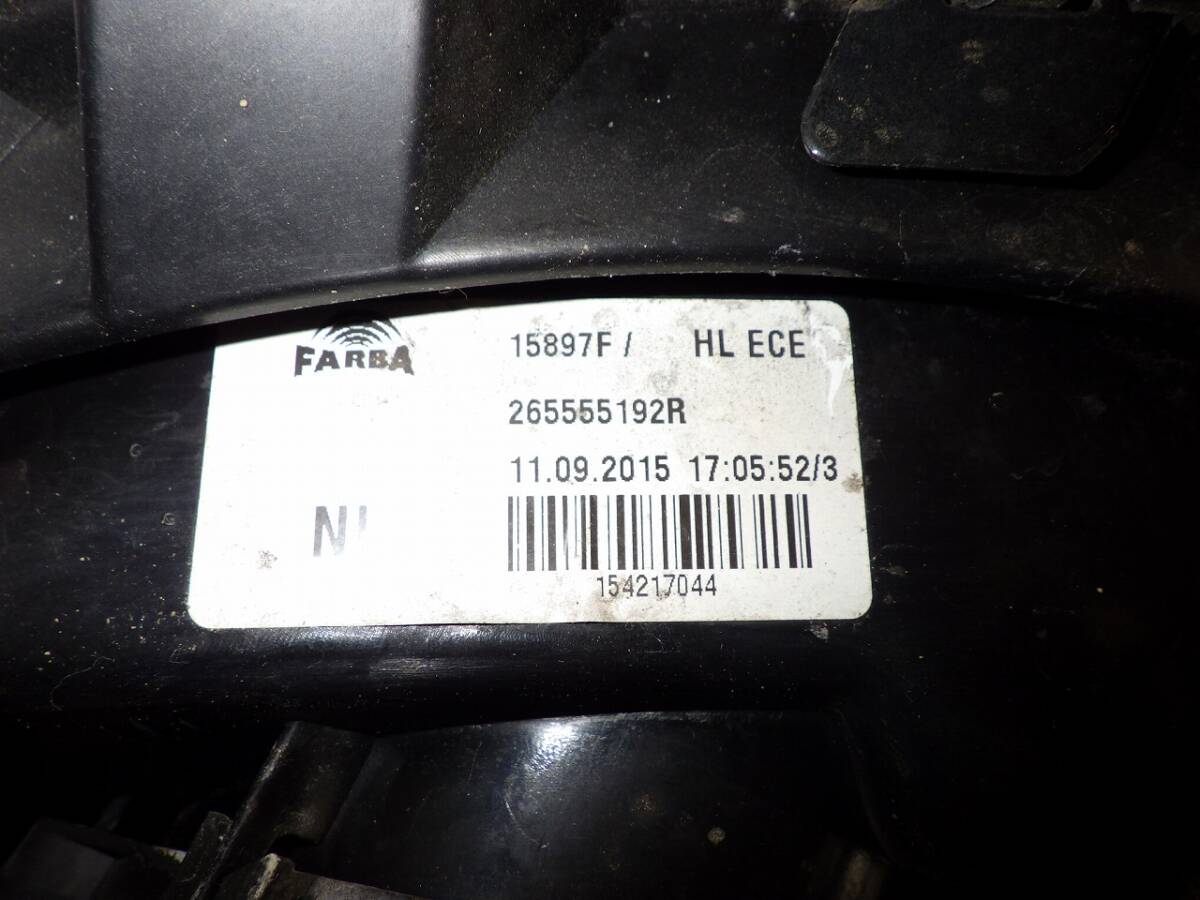 FARBA
15897F / HL ECE
265555192R
11.09.2015 17:05:52/3
154217044